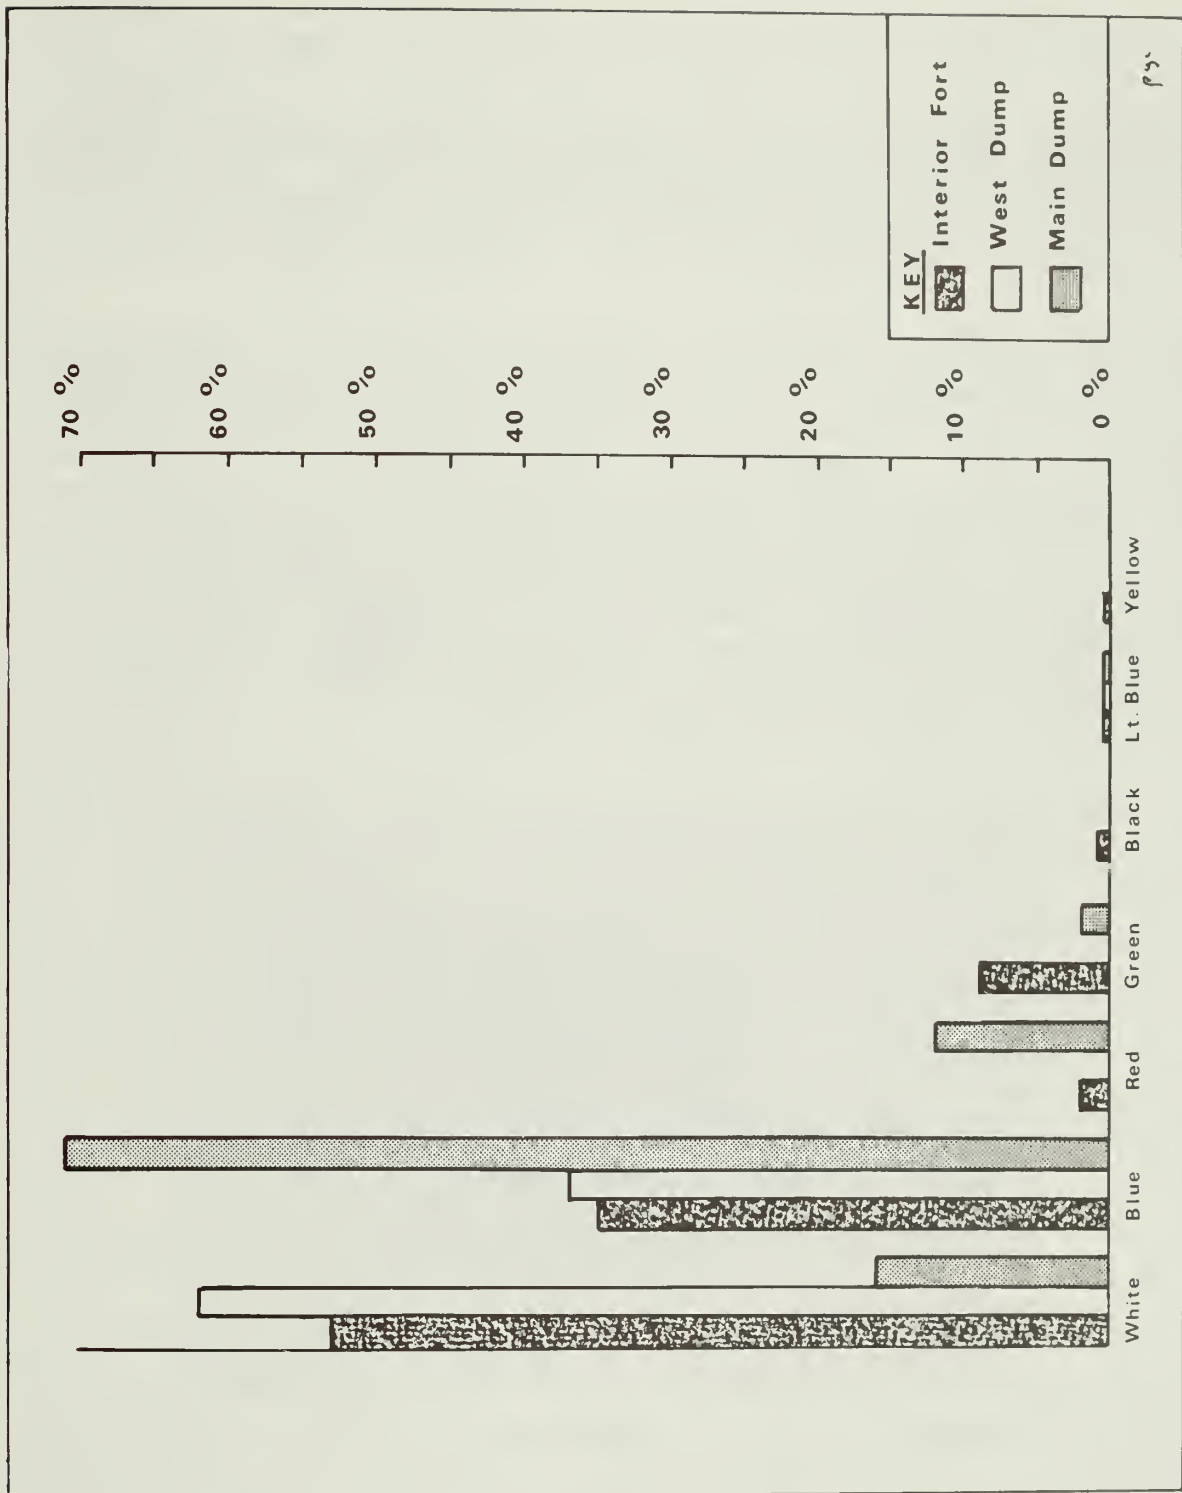 70 %
60 %
50 %
40 %
30 %
20 %
10 %
0 %
White
Blue
Red
Green
Black
Lt. Blue
Yellow
KEY
Interior Fort
West Dump
Main Dump